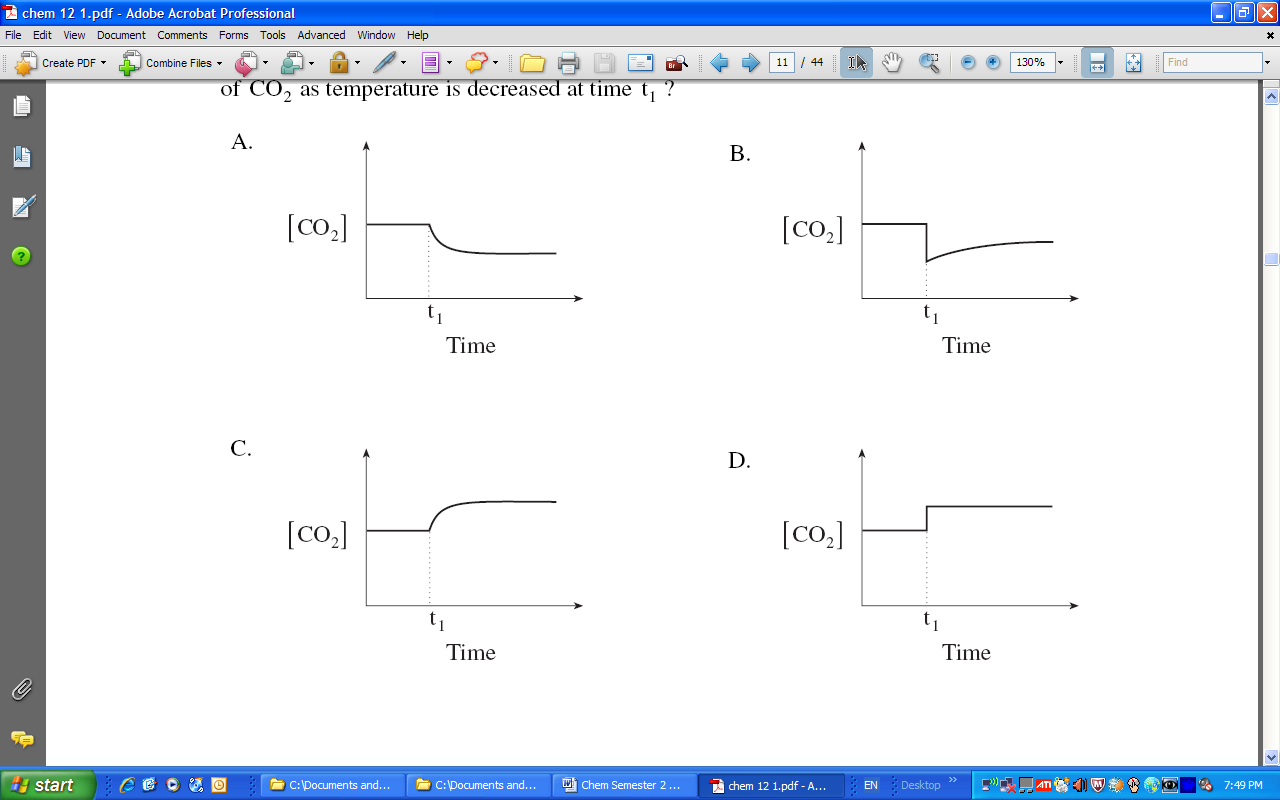 chem 12 1.pdf - Adobe Acrobat Professional
File Edit View Document Comments Forms Tools Advanced Window Help
Create PDF Combine Files 11 / 44 130% Find
of CO₂ as temperature is decreased at time t₁ ?
A.
[CO₂]
t₁
Time
B.
[CO₂]
t₁
Time
C.
[CO₂]
t₁
Time
D.
[CO₂]
t₁
Time
start C:\Documents and... C:\Documents and... Chem Semester 2 ... chem 12 1.pdf - A... EN Desktop » 7:49 PM